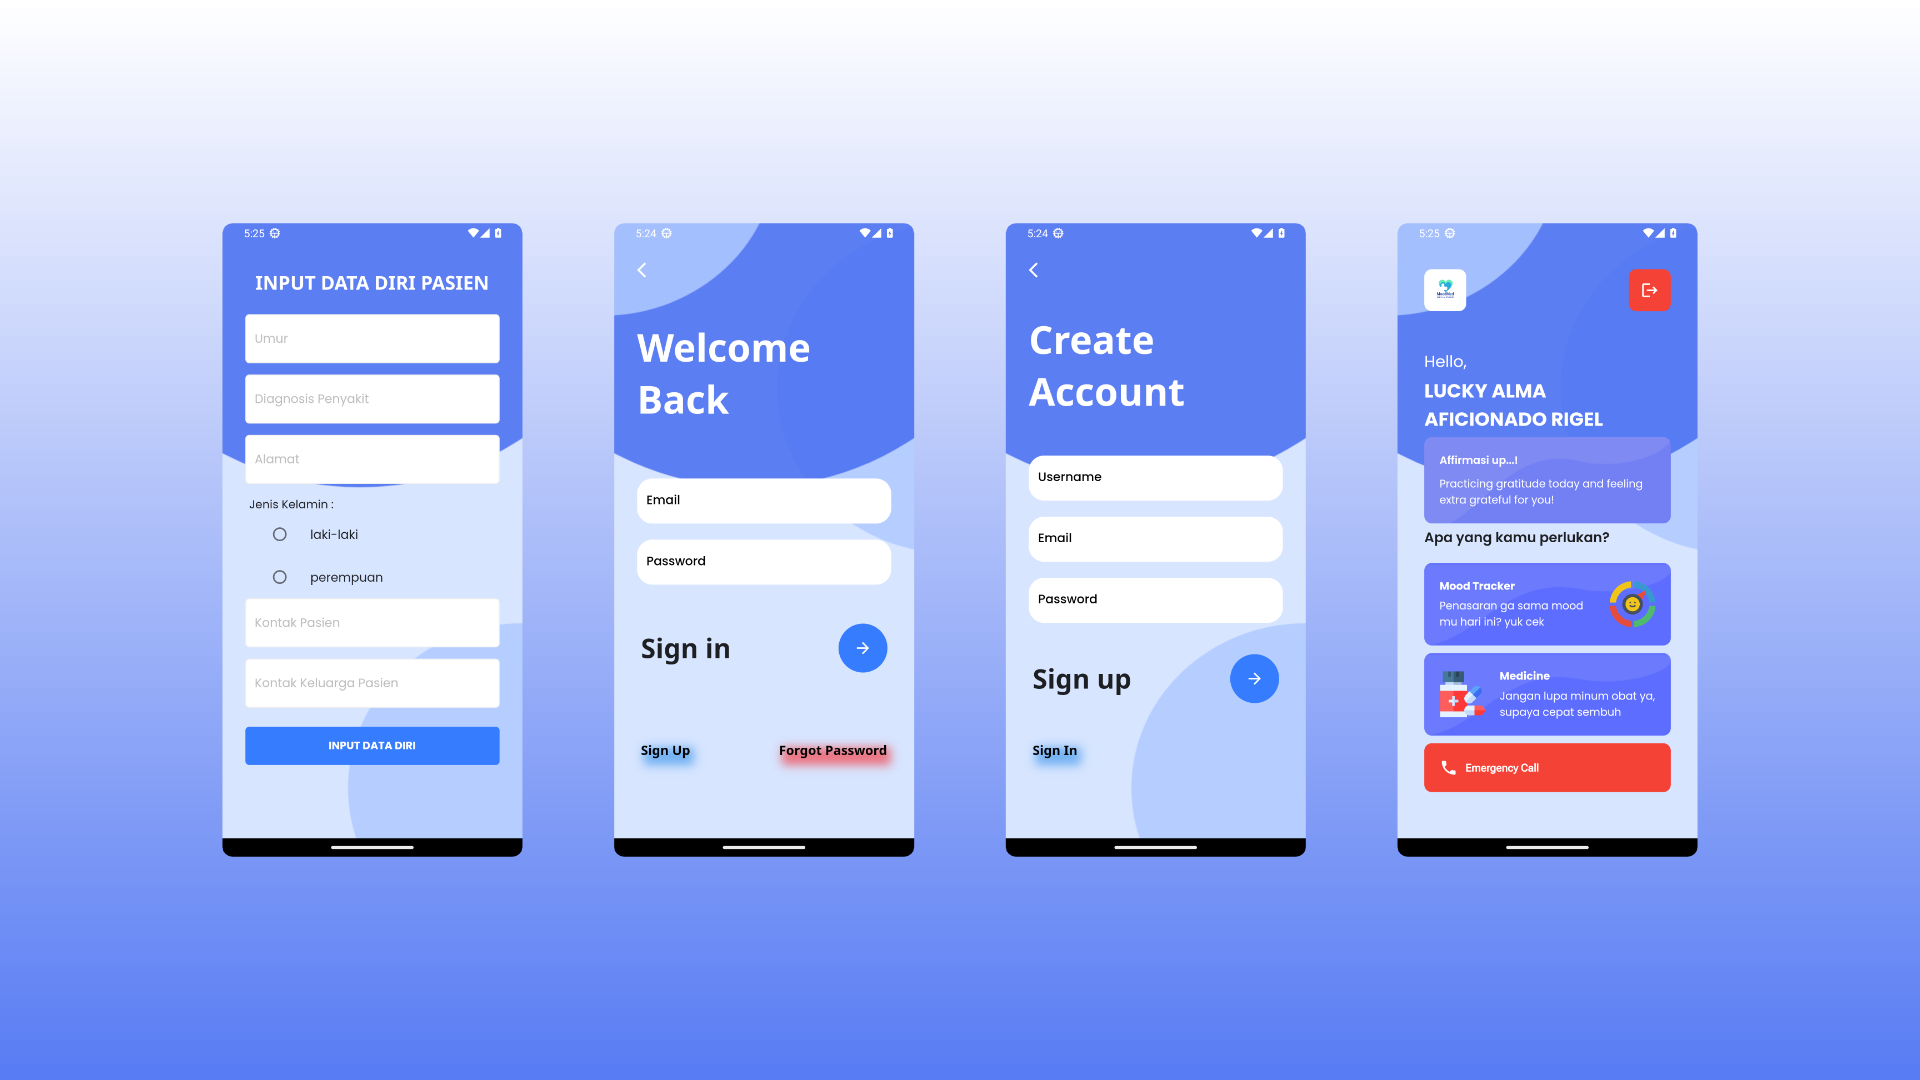 5:25
INPUT DATA DIRI PASIEN
Umur
Diagnosis Penyakit
Alamat
Jenis Kelamin :
laki-laki
perempuan
Kontak Pasien
Kontak Keluarga Pasien
INPUT DATA DIRI
5:24
Welcome
Back
Email
Password
Sign in
Sign Up
Forgot Password
5:24
Create
Account
Username
Email
Password
Sign up
Sign In
5:25
Hello,
LUCKY ALMA
AFICIONADO RIGEL
Affirmasi up...!
Practicing gratitude today and feeling
extra grateful for you!
Apa yang kamu perlukan?
Mood Tracker
Penasaran ga sama mood
mu hari ini? yuk cek
Medicine
Jangan lupa minum obat ya,
supaya cepat sembuh
Emergency Call